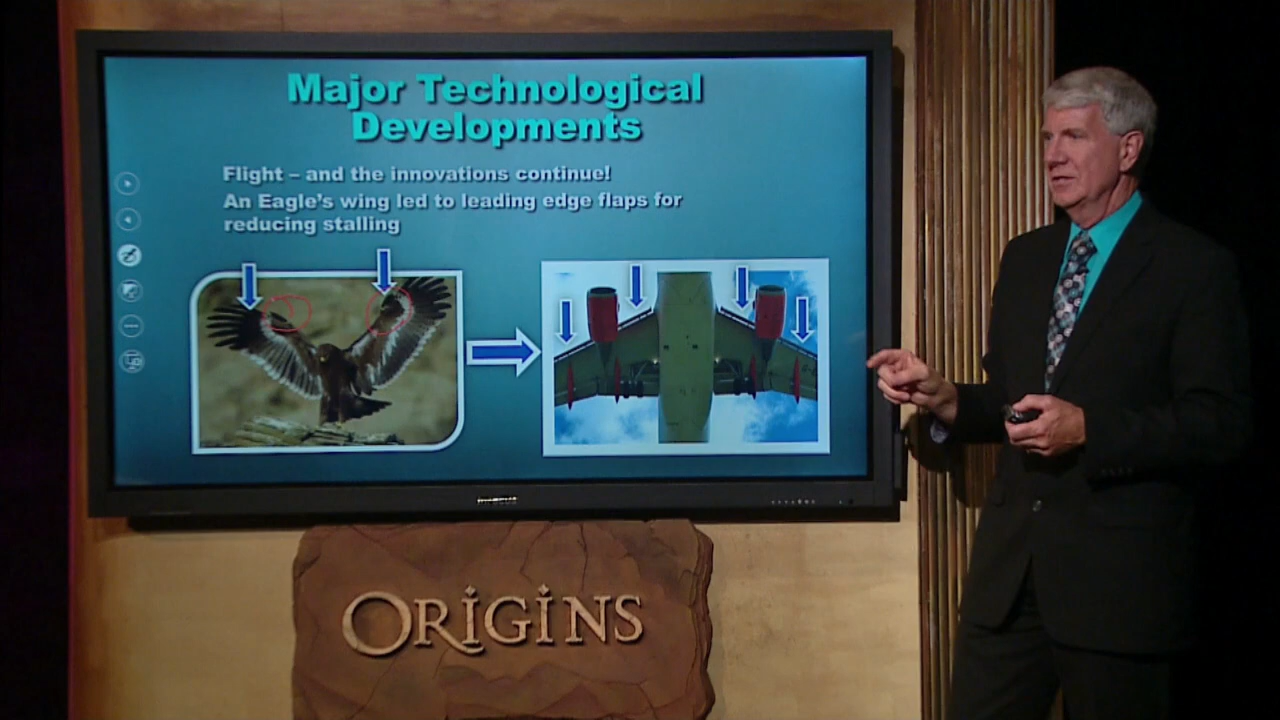 Major Technological
Developments
Flight – and the innovations continue!
An Eagle's wing led to leading edge flaps for
reducing stalling
ORIGINS